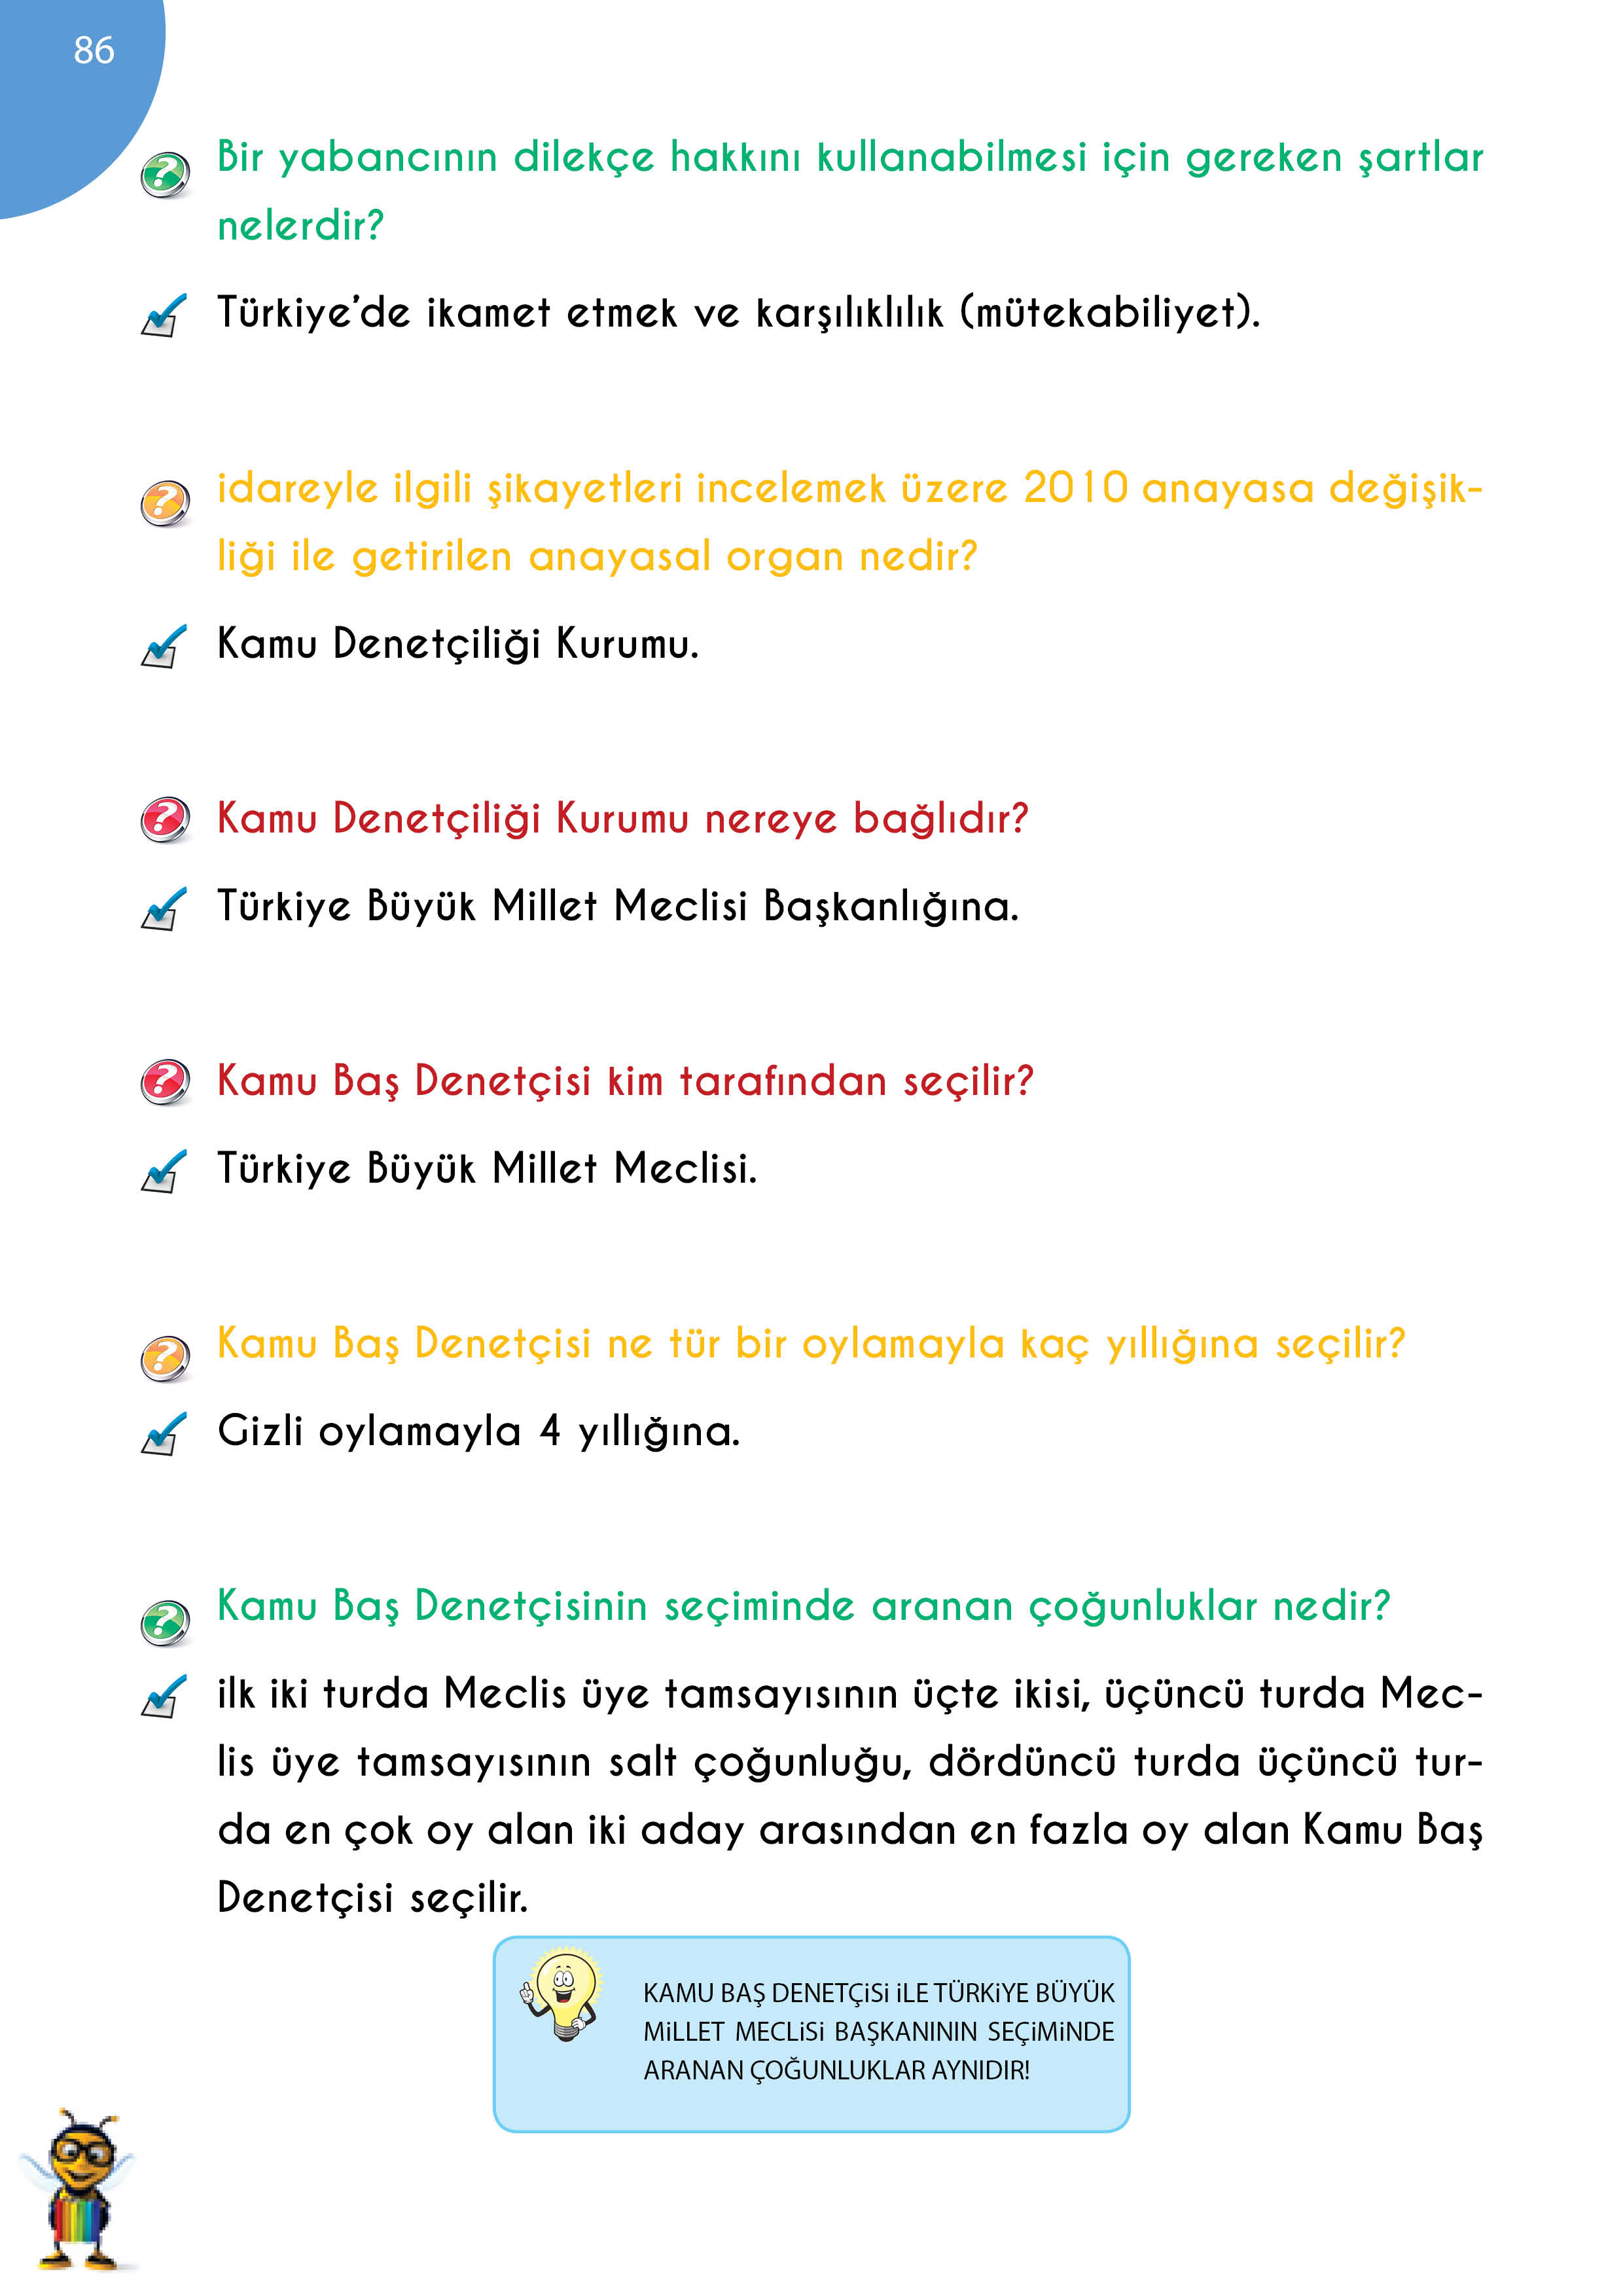 86
Bir yabancının dilekçe hakkını kullanabilmesi için gereken şartlar
nelerdir?
Türkiye’de ikamet etmek ve karşılıklılık (mütekabiliyet).
idareyle ilgili şikayetleri incelemek üzere 2010 anayasa değişik-
liği ile getirilen anayasal organ nedir?
Kamu Denetçiliği Kurumu.
Kamu Denetçiliği Kurumu nereye bağlıdır?
Türkiye Büyük Millet Meclisi Başkanlığına.
Kamu Baş Denetçisi kim tarafından seçilir?
Türkiye Büyük Millet Meclisi.
Kamu Baş Denetçisi ne tür bir oylamayla kaç yıllığına seçilir?
Gizli oylamayla 4 yıllığına.
Kamu Baş Denetçisinin seçiminde aranan çoğunluklar nedir?
ilk iki turda Meclis üye tamsayısının üçte ikisi, üçüncü turda Mec-
lis üye tamsayısının salt çoğunluğu, dördüncü turda üçüncü tur-
da en çok oy alan iki aday arasından en fazla oy alan Kamu Baş
Denetçisi seçilir.
KAMU BAŞ DENETÇiSi iLE TÜRKiYE BÜYÜK
MiLLET MECLiSi BAŞKANININ SEÇiMiNDE
ARANAN ÇOĞUNLUKLAR AYNIDIR!